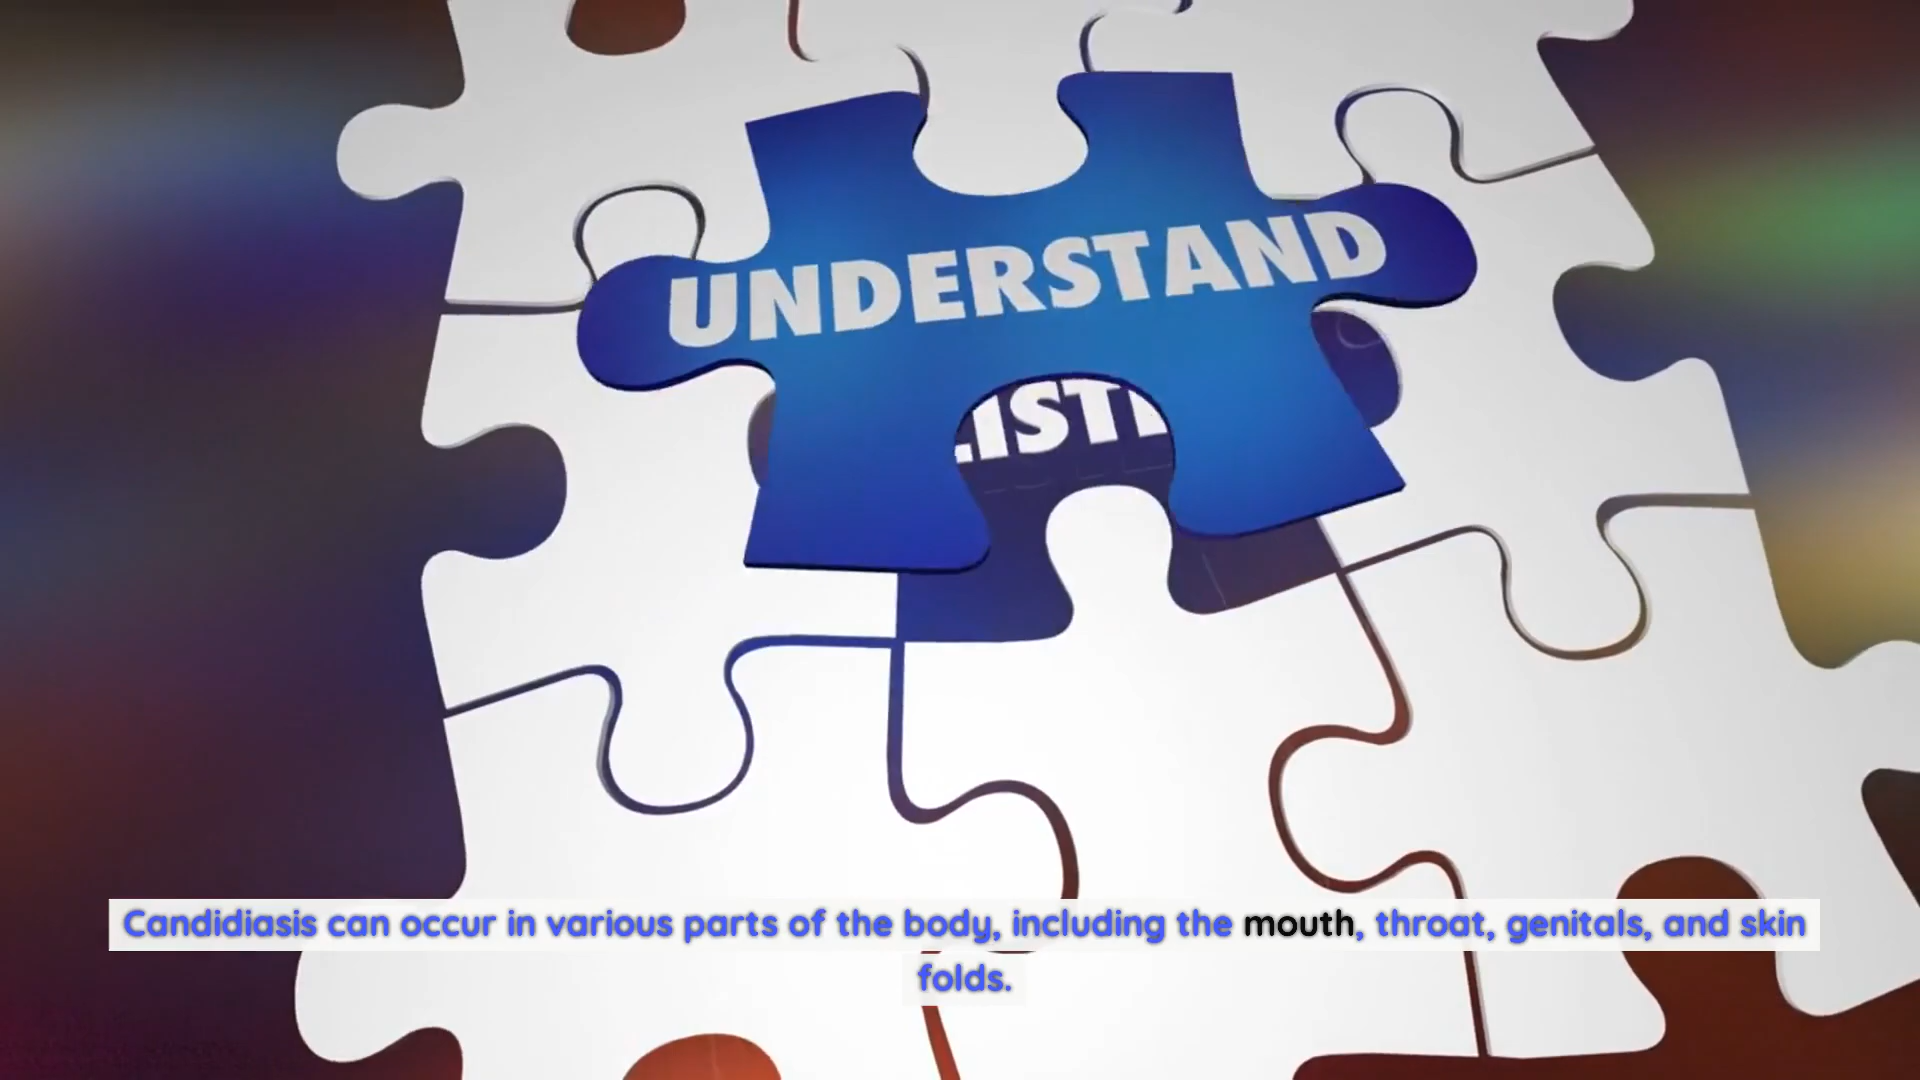 UNDERSTAND
Candidiasis can occur in various parts of the body, including the mouth, throat, genitals, and skin
folds.